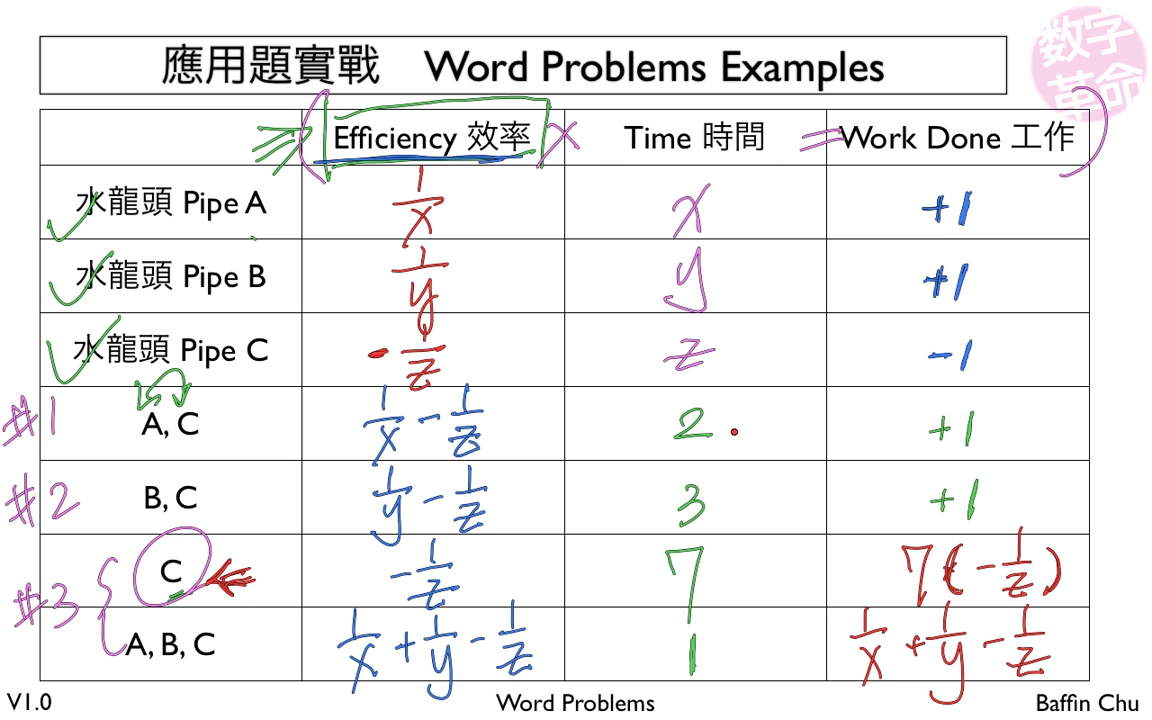 數字
革命
應用題實戰 Word Problems Examples
Efficiency 效率 × Time 時間 = Work Done 工作
水龍頭 Pipe A 1/x x +1
水龍頭 Pipe B 1/y y +1
水龍頭 Pipe C -1/z z -1
#1 A, C 1/x - 1/z 2 +1
#2 B, C 1/y - 1/z 3 +1
#3 C -1/z 7 7(-1/z)
A, B, C 1/x + 1/y - 1/z 1 1/x + 1/y - 1/z
V1.0 Word Problems Baffin Chu